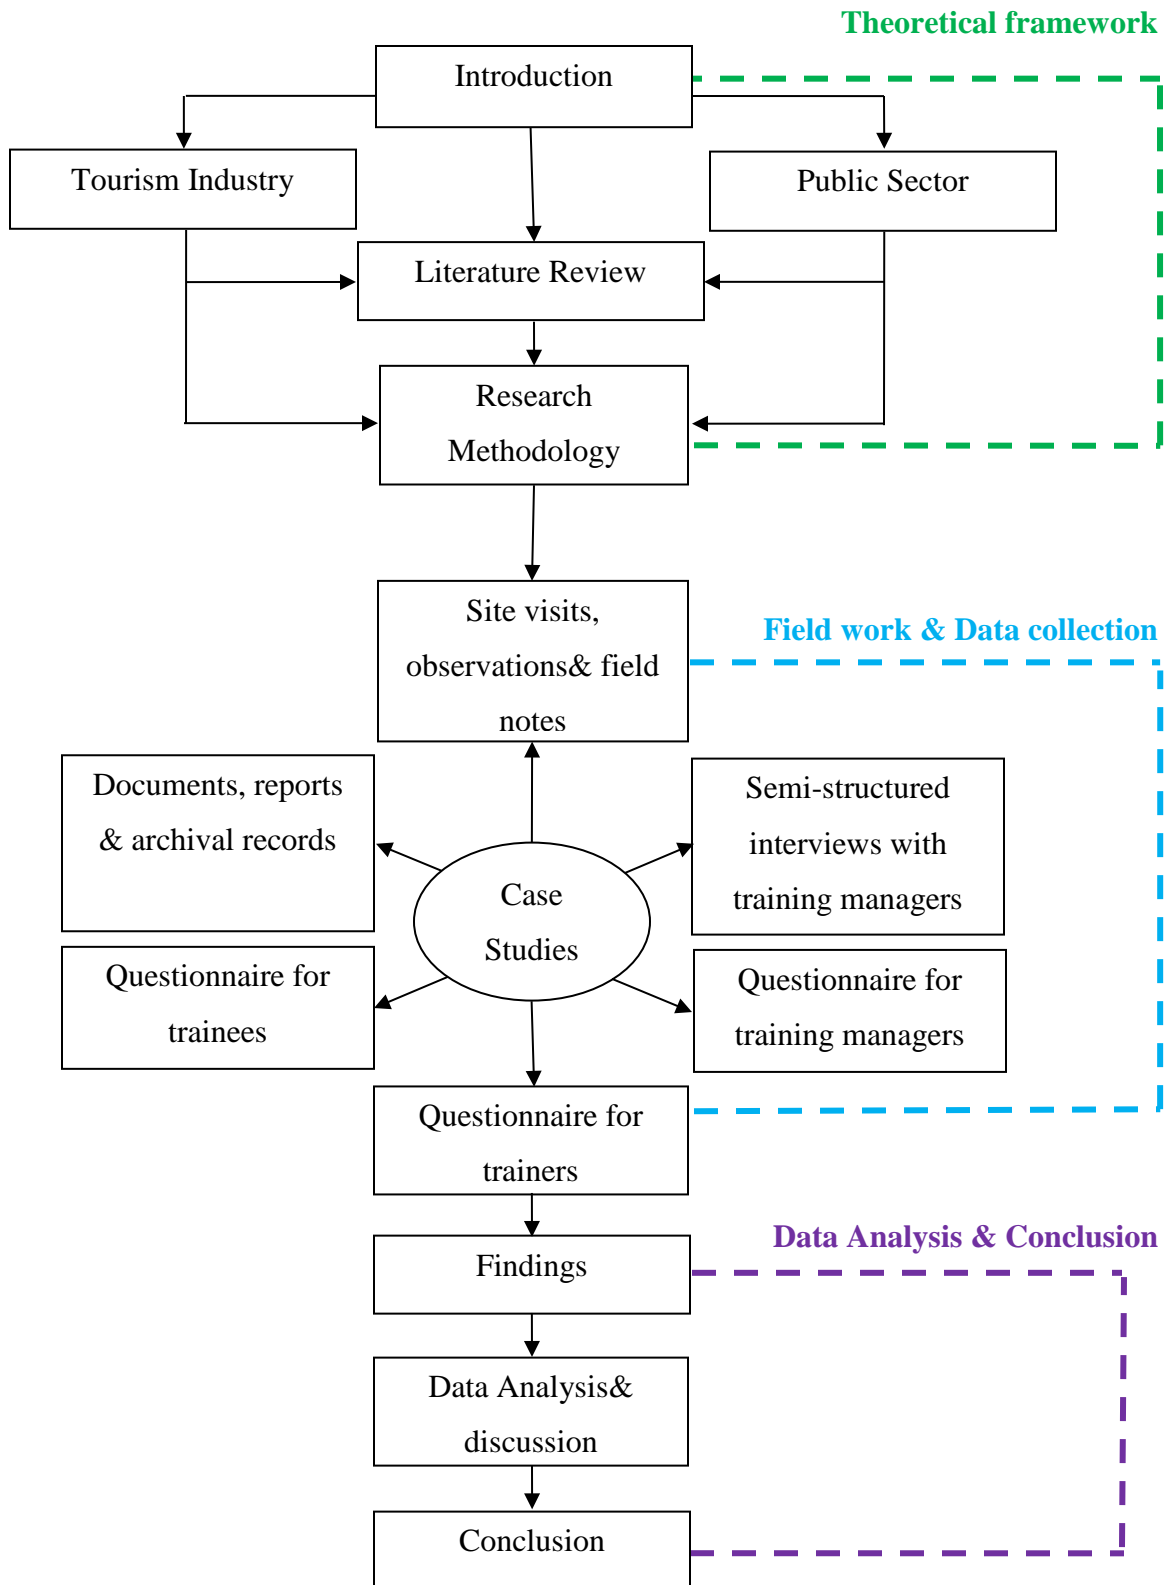 Theoretical framework
Introduction
Tourism Industry
Public Sector
Literature Review
Research
Methodology
Site visits,
observations& field
notes
Field work & Data collection
Documents, reports
& archival records
Semi-structured
interviews with
training managers
Case
Studies
Questionnaire for
trainees
Questionnaire for
training managers
Questionnaire for
trainers
Data Analysis & Conclusion
Findings
Data Analysis&
discussion
Conclusion